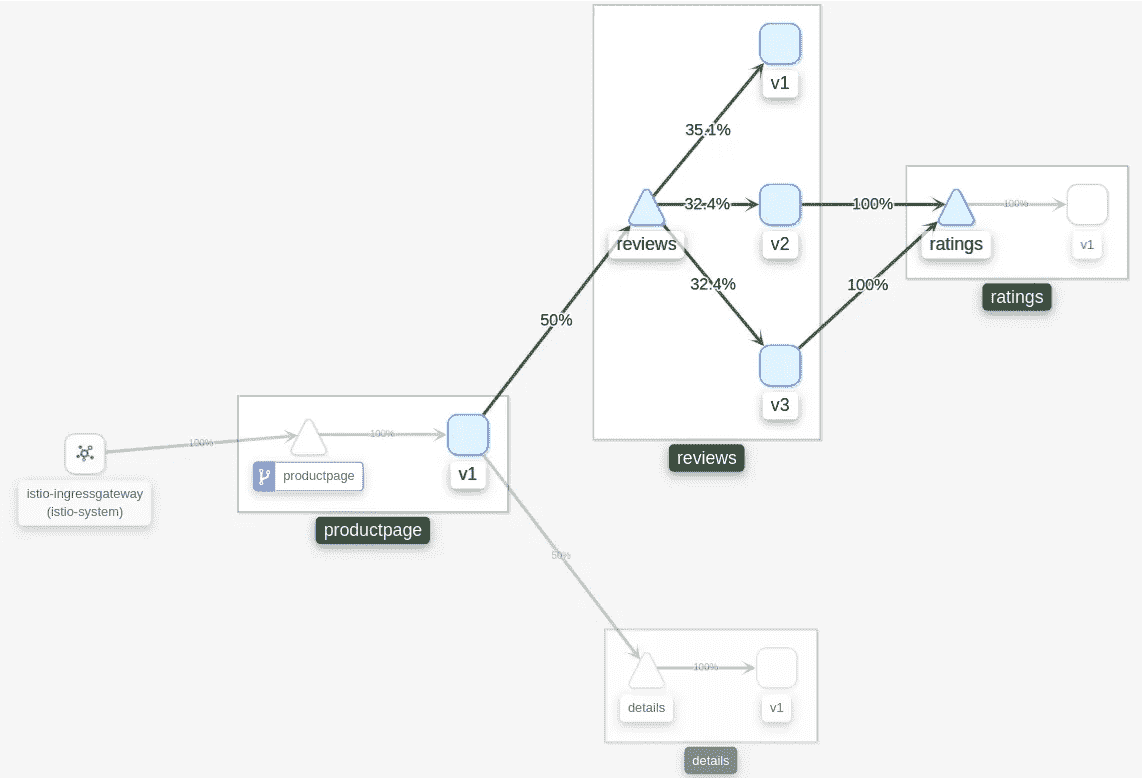 v1
35.1%
32.4%
100%
100%
reviews
v2
ratings
v1
32.4%
100%
ratings
50%
v3
100%
100%
reviews
istio-ingressgateway
(istio-system)
productpage
v1
productpage
50%
100%
details
v1
details